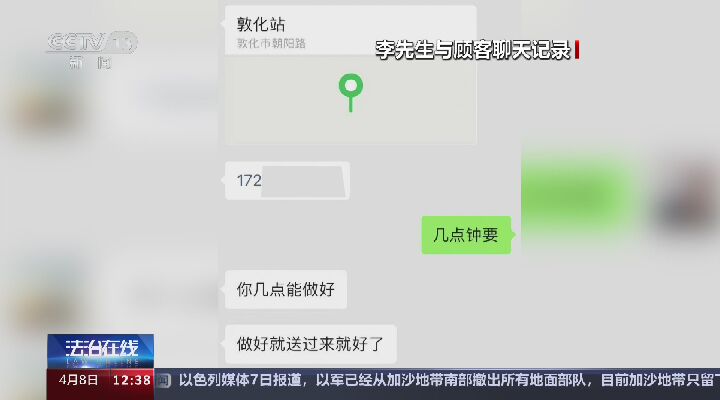 CCTV 13
新闻
敦化站
敦化市朝阳路
李先生与顾客聊天记录
172
几点钟要
你几点能做好
做好就送过来就好了
法治在线
LAW ONLINE
4月8日 12:38 闻 以色列媒体7日报道，以军已经从加沙地带南部撤出所有地面部队，目前加沙地带只留